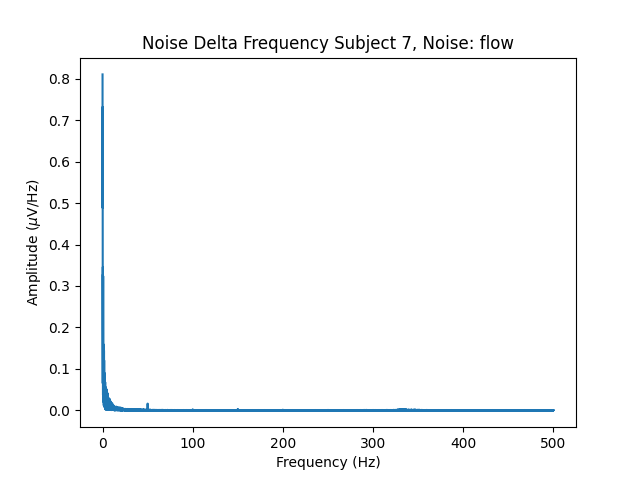 Noise Delta Frequency Subject 7, Noise: flow
Amplitude (μV/Hz)
0.8
0.7
0.6
0.5
0.4
0.3
0.2
0.1
0.0
0 100 200 300 400 500
Frequency (Hz)